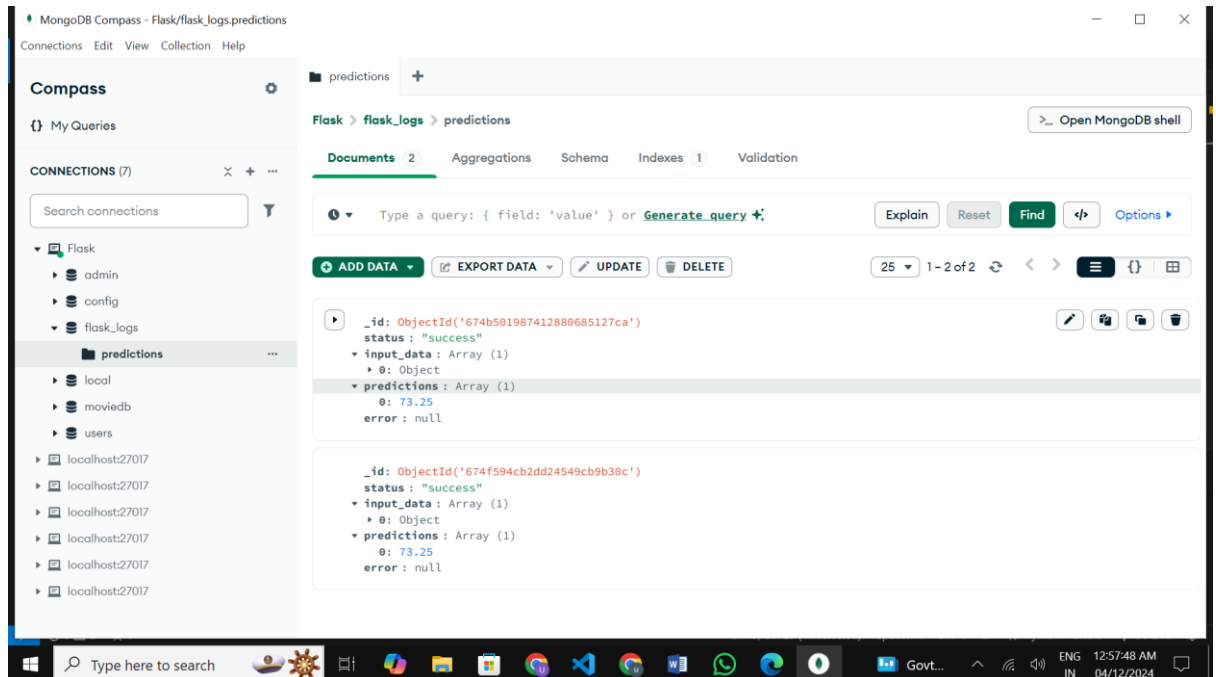 MongoDB Compass - Flask/flask_logs.predictions
Connections Edit View Collection Help
Compass
{} My Queries
CONNECTIONS (7)
Search connections
Flask
admin
config
flask_logs
predictions
local
moviedb
users
localhost:27017
localhost:27017
localhost:27017
localhost:27017
localhost:27017
localhost:27017
predictions
Flask > flask_logs > predictions
>_ Open MongoDB shell
Documents 2 Aggregations Schema Indexes 1 Validation
Type a query: { field: 'value' } or Generate query
Explain Reset Find </> Options
ADD DATA EXPORT DATA UPDATE DELETE
25 1 – 2 of 2 {}
_id: ObjectId('674b501987412880685127ca')
status : "success"
input_data : Array (1)
0: Object
predictions : Array (1)
0: 73.25
error : null
_id: ObjectId('674f594cb2dd24549cb9b30c')
status : "success"
input_data : Array (1)
0: Object
predictions : Array (1)
0: 73.25
error : null
Type here to search
Govt...
ENG
IN
12:57:48 AM
04/12/2024